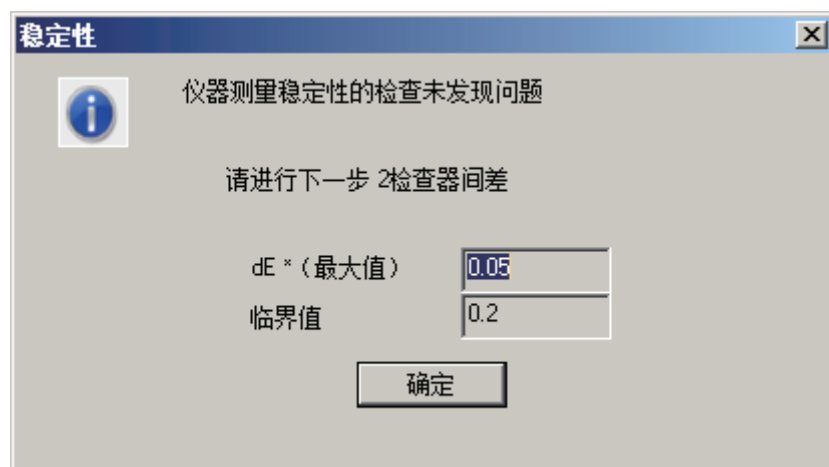 稳定性
仪器测量稳定性的检查未发现问题
请进行下一步 2检查器间差
dE *（最大值） 0.05
临界值 0.2
确定